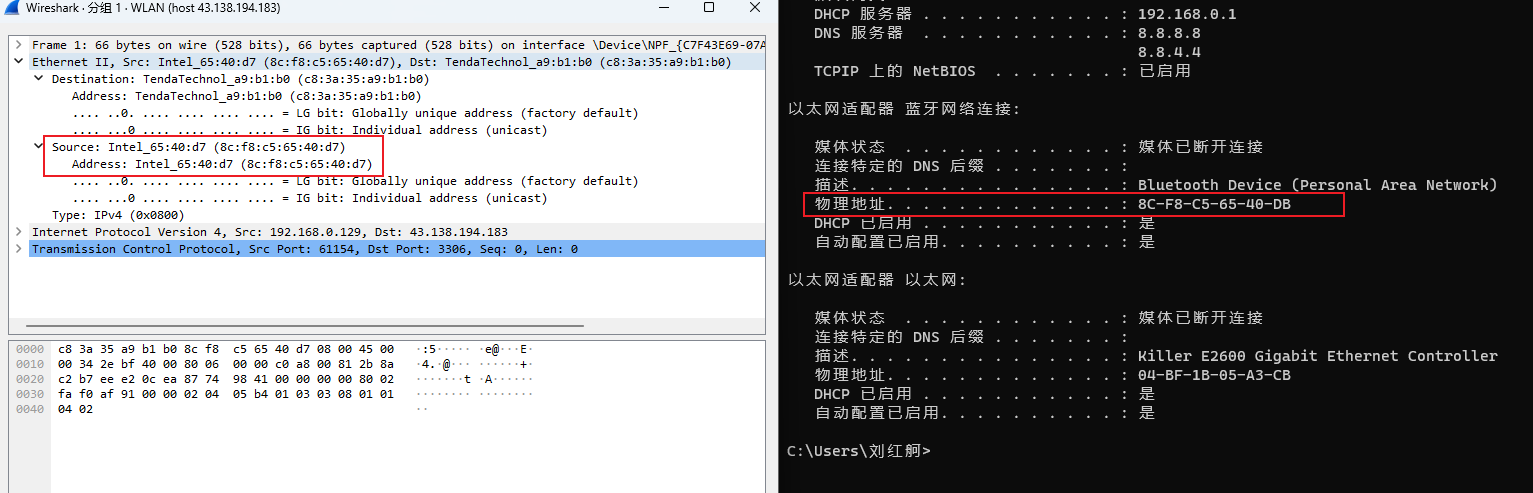 Wireshark · 分组 1 · WLAN (host 43.138.194.183)
Frame 1: 66 bytes on wire (528 bits), 66 bytes captured (528 bits) on interface \Device\NPF_{C7F43E69-07A
Ethernet II, Src: Intel_65:40:d7 (8c:f8:c5:65:40:d7), Dst: TendaTechnol_a9:b1:b0 (c8:3a:35:a9:b1:b0)
Destination: TendaTechnol_a9:b1:b0 (c8:3a:35:a9:b1:b0)
Address: TendaTechnol_a9:b1:b0 (c8:3a:35:a9:b1:b0)
.... ..0. .... .... .... .... = LG bit: Globally unique address (factory default)
.... ...0 .... .... .... .... = IG bit: Individual address (unicast)
Source: Intel_65:40:d7 (8c:f8:c5:65:40:d7)
Address: Intel_65:40:d7 (8c:f8:c5:65:40:d7)
.... ..0. .... .... .... .... = LG bit: Globally unique address (factory default)
.... ...0 .... .... .... .... = IG bit: Individual address (unicast)
Type: IPv4 (0x0800)
Internet Protocol Version 4, Src: 192.168.0.129, Dst: 43.138.194.183
Transmission Control Protocol, Src Port: 61154, Dst Port: 3306, Seq: 0, Len: 0
0000 c8 3a 35 a9 b1 b0 8c f8 c5 65 40 d7 08 00 45 00 ·:5····· ·e@···E·
0010 00 34 2e bf 40 00 80 06 00 00 c0 a8 00 81 2b 8a ·4.·@··· ······+·
0020 c2 b7 ee e2 0c ea 87 74 98 41 00 00 00 00 80 02 ·······t ·A······
0030 fa f0 af 91 00 00 02 04 05 b4 01 03 03 08 01 01 ········ ········
0040 04 02 ··
DHCP 服务器 . . . . . . . . . . . : 192.168.0.1
DNS 服务器 . . . . . . . . . . . : 8.8.8.8
8.8.4.4
TCPIP 上的 NetBIOS . . . . . . . : 已启用
以太网适配器 蓝牙网络连接:
媒体状态 . . . . . . . . . . . . : 媒体已断开连接
连接特定的 DNS 后缀 . . . . . . . :
描述. . . . . . . . . . . . . . . : Bluetooth Device (Personal Area Network)
物理地址. . . . . . . . . . . . . : 8C-F8-C5-65-40-DB
DHCP 已启用 . . . . . . . . . . . : 是
自动配置已启用. . . . . . . . . . : 是
以太网适配器 以太网:
媒体状态 . . . . . . . . . . . . : 媒体已断开连接
连接特定的 DNS 后缀 . . . . . . . :
描述. . . . . . . . . . . . . . . : Killer E2600 Gigabit Ethernet Controller
物理地址. . . . . . . . . . . . . : 04-BF-1B-05-A3-CB
DHCP 已启用 . . . . . . . . . . . : 是
自动配置已启用. . . . . . . . . . : 是
C:\Users\刘红舸>